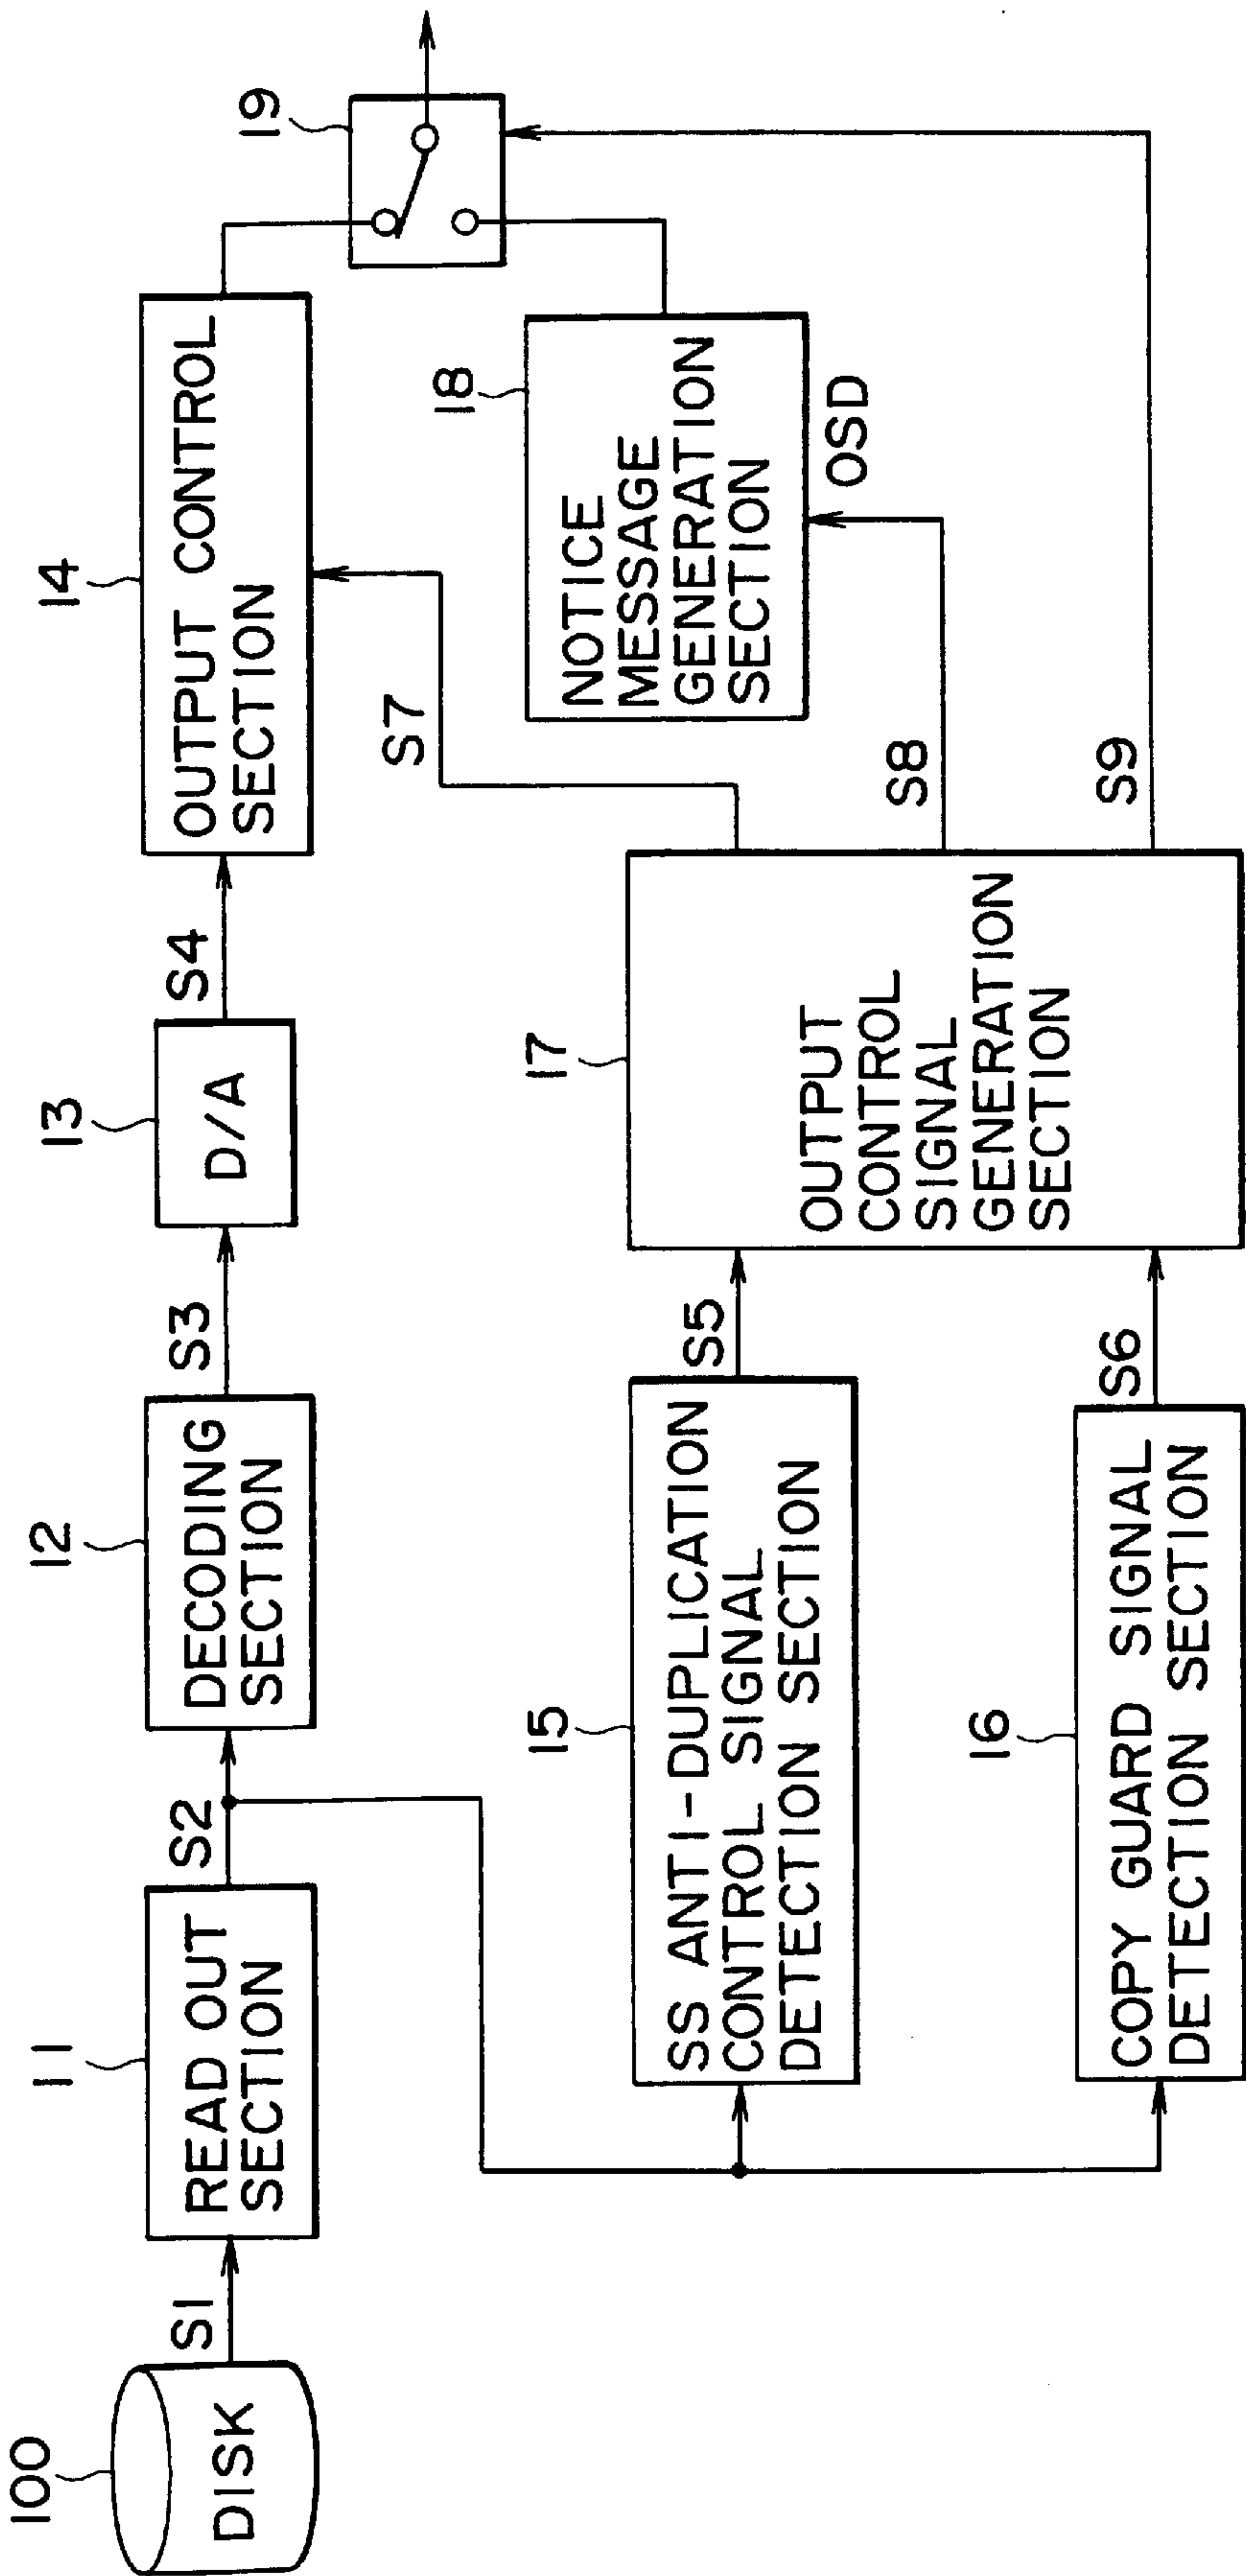 100
DISK
S1
11
READ OUT
SECTION
S2
12
DECODING
SECTION
S3
13
D/A
S4
14
OUTPUT CONTROL
SECTION
19
15
SS ANTI-DUPLICATION
CONTROL SIGNAL
DETECTION SECTION
S5
16
COPY GUARD SIGNAL
DETECTION SECTION
S6
17
OUTPUT
CONTROL
SIGNAL
GENERATION
SECTION
S7
S8
S9
18
NOTICE
MESSAGE
GENERATION
SECTION
OSD